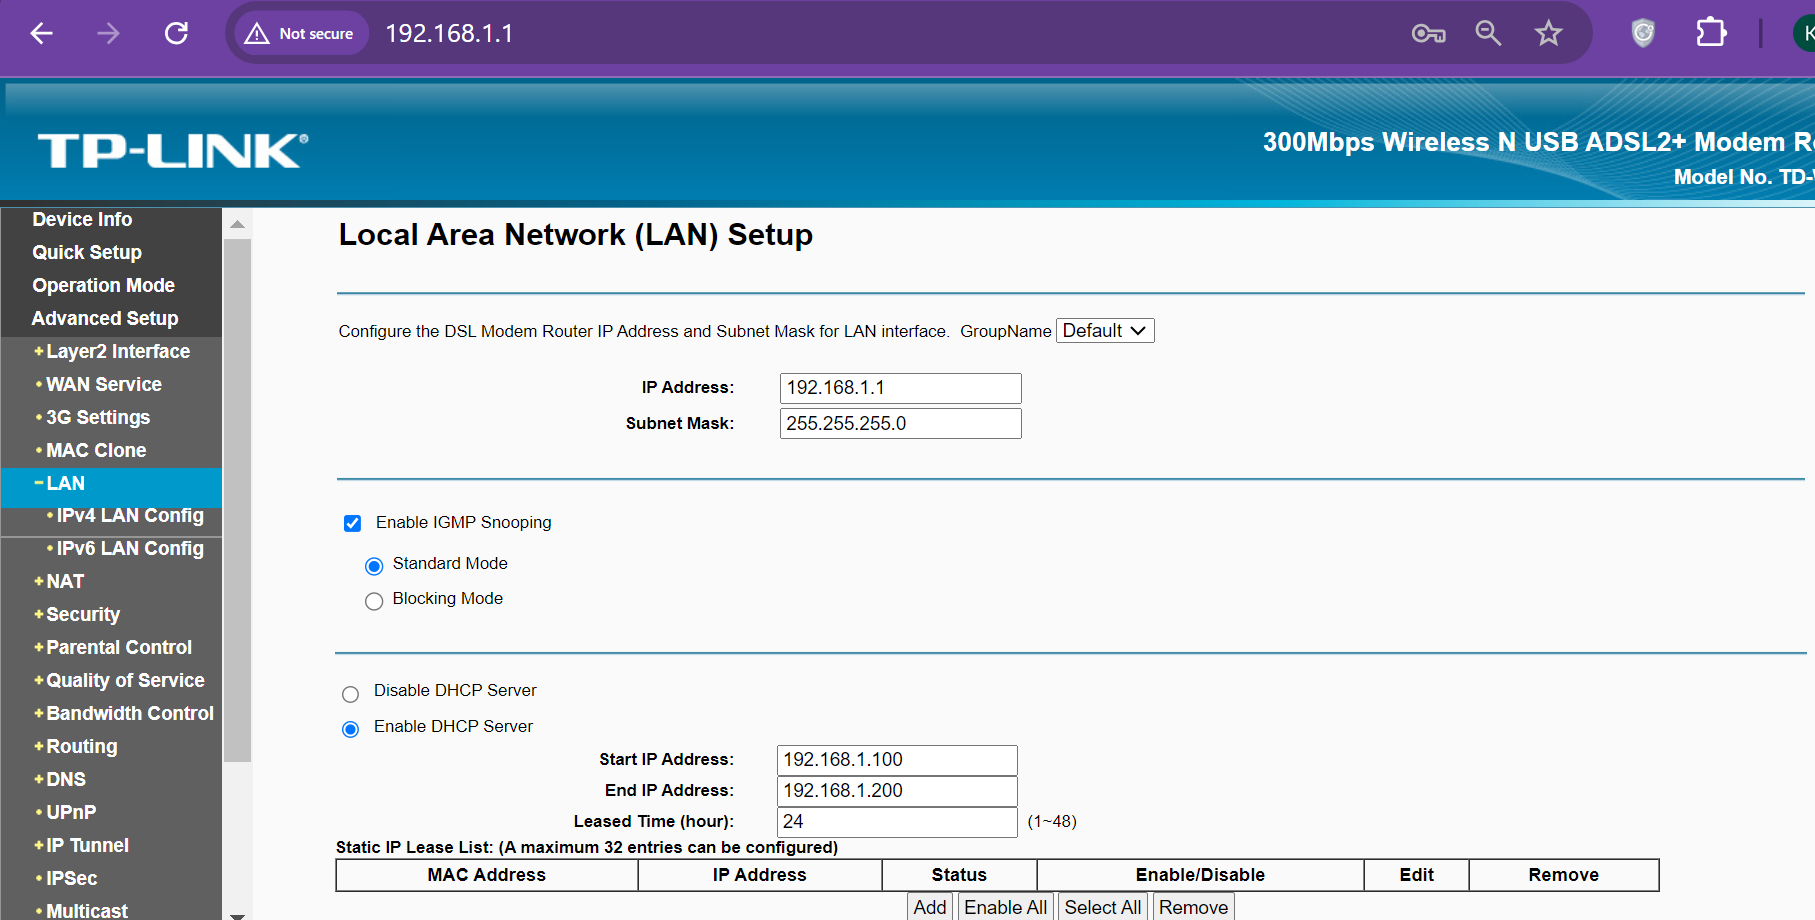 Not secure 192.168.1.1
TP-LINK®
300Mbps Wireless N USB ADSL2+ Modem
Model No. TD-
Device Info
Quick Setup
Operation Mode
Advanced Setup
+Layer2 Interface
•WAN Service
•3G Settings
•MAC Clone
-LAN
•IPv4 LAN Config
•IPv6 LAN Config
+NAT
+Security
+Parental Control
+Quality of Service
+Bandwidth Control
+Routing
+DNS
•UPnP
+IP Tunnel
•IPSec
•Multicast
Local Area Network (LAN) Setup
Configure the DSL Modem Router IP Address and Subnet Mask for LAN interface. GroupName Default
IP Address: 192.168.1.1
Subnet Mask: 255.255.255.0
Enable IGMP Snooping
Standard Mode
Blocking Mode
Disable DHCP Server
Enable DHCP Server
Start IP Address: 192.168.1.100
End IP Address: 192.168.1.200
Leased Time (hour): 24 (1~48)
Static IP Lease List: (A maximum 32 entries can be configured)
MAC Address IP Address Status Enable/Disable Edit Remove
Add Enable All Select All Remove